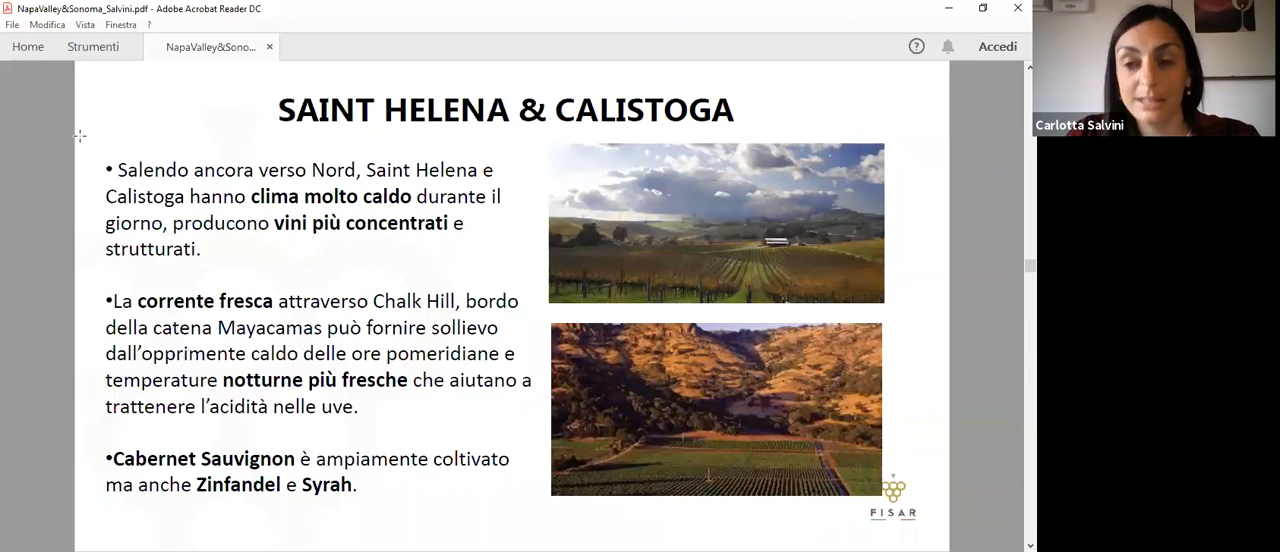 NapaValley&Sonoma_Salvini.pdf - Adobe Acrobat Reader DC
File Modifica Vista Finestra ?
Home Strumenti NapaValley&Sono... × ? Accedi
Carlotta Salvini
SAINT HELENA & CALISTOGA
• Salendo ancora verso Nord, Saint Helena e
Calistoga hanno clima molto caldo durante il
giorno, producono vini più concentrati e
strutturati.
•La corrente fresca attraverso Chalk Hill, bordo
della catena Mayacamas può fornire sollievo
dall’opprimente caldo delle ore pomeridiane e
temperature notturne più fresche che aiutano a
trattenere l’acidità nelle uve.
•Cabernet Sauvignon è ampiamente coltivato
ma anche Zinfandel e Syrah.
FISAR